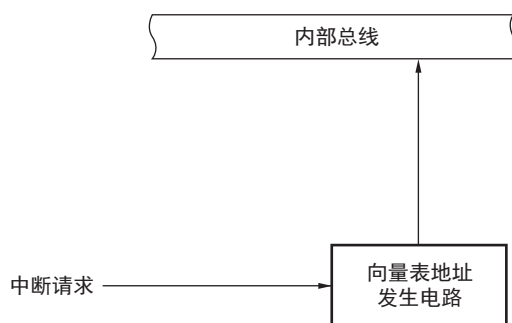 内部总线
中断请求
向量表地址
发生电路